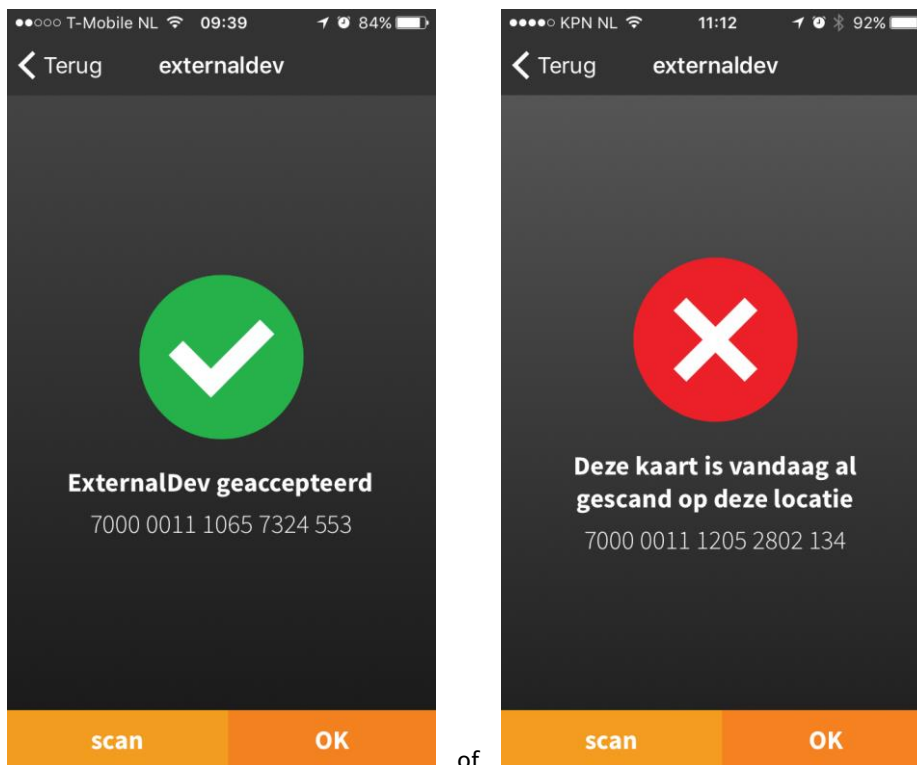 T-Mobile NL 09:39 84%
Terug externaldev
ExternalDev geaccepteerd
7000 0011 1065 7324 553
scan OK
of
KPN NL 11:12 92%
Terug externaldev
Deze kaart is vandaag al
gescand op deze locatie
7000 0011 1205 2802 134
scan OK